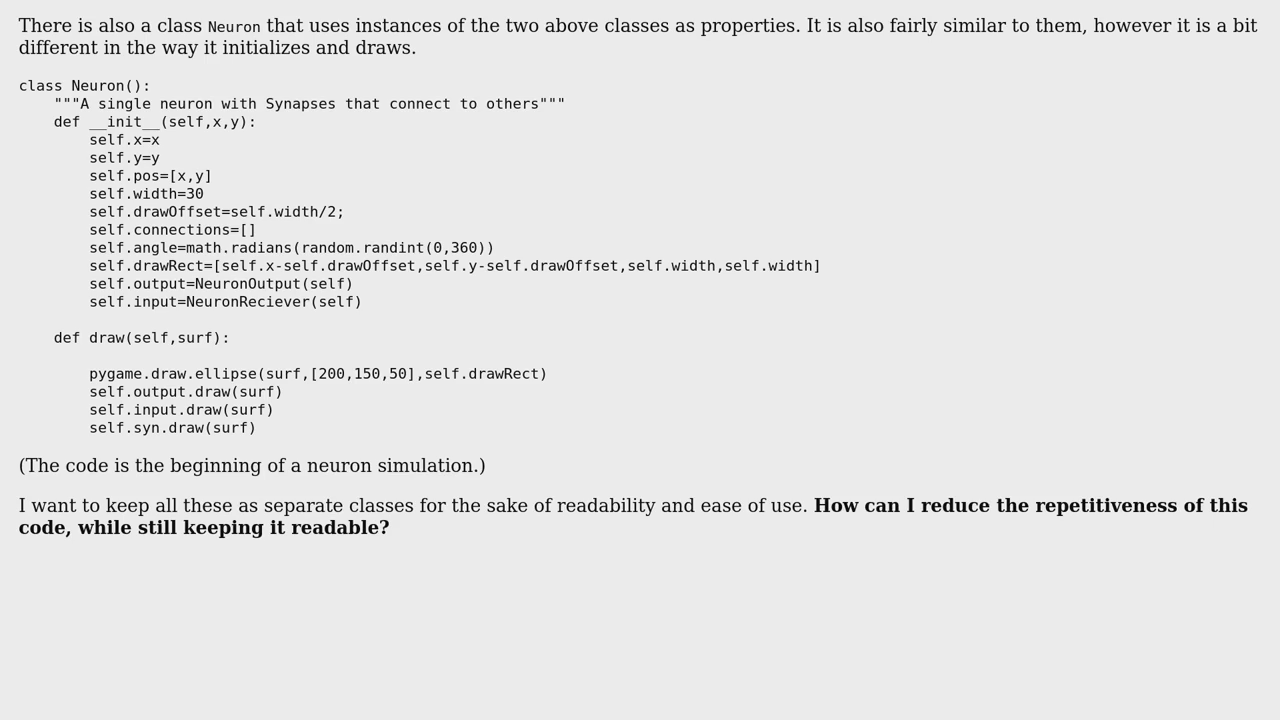 There is also a class Neuron that uses instances of the two above classes as properties. It is also fairly similar to them, however it is a bit
different in the way it initializes and draws.
class Neuron():
    """A single neuron with Synapses that connect to others"""
    def __init__(self,x,y):
        self.x=x
        self.y=y
        self.pos=[x,y]
        self.width=30
        self.drawOffset=self.width/2;
        self.connections=[]
        self.angle=math.radians(random.randint(0,360))
        self.drawRect=[self.x-self.drawOffset,self.y-self.drawOffset,self.width,self.width]
        self.output=NeuronOutput(self)
        self.input=NeuronReciever(self)
    def draw(self,surf):
        pygame.draw.ellipse(surf,[200,150,50],self.drawRect)
        self.output.draw(surf)
        self.input.draw(surf)
        self.syn.draw(surf)
(The code is the beginning of a neuron simulation.)
I want to keep all these as separate classes for the sake of readability and ease of use. How can I reduce the repetitiveness of this
code, while still keeping it readable?